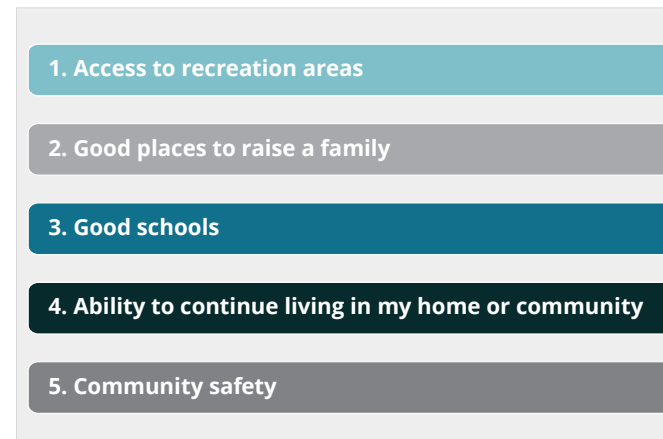 1. Access to recreation areas
2. Good places to raise a family
3. Good schools
4. Ability to continue living in my home or community
5. Community safety